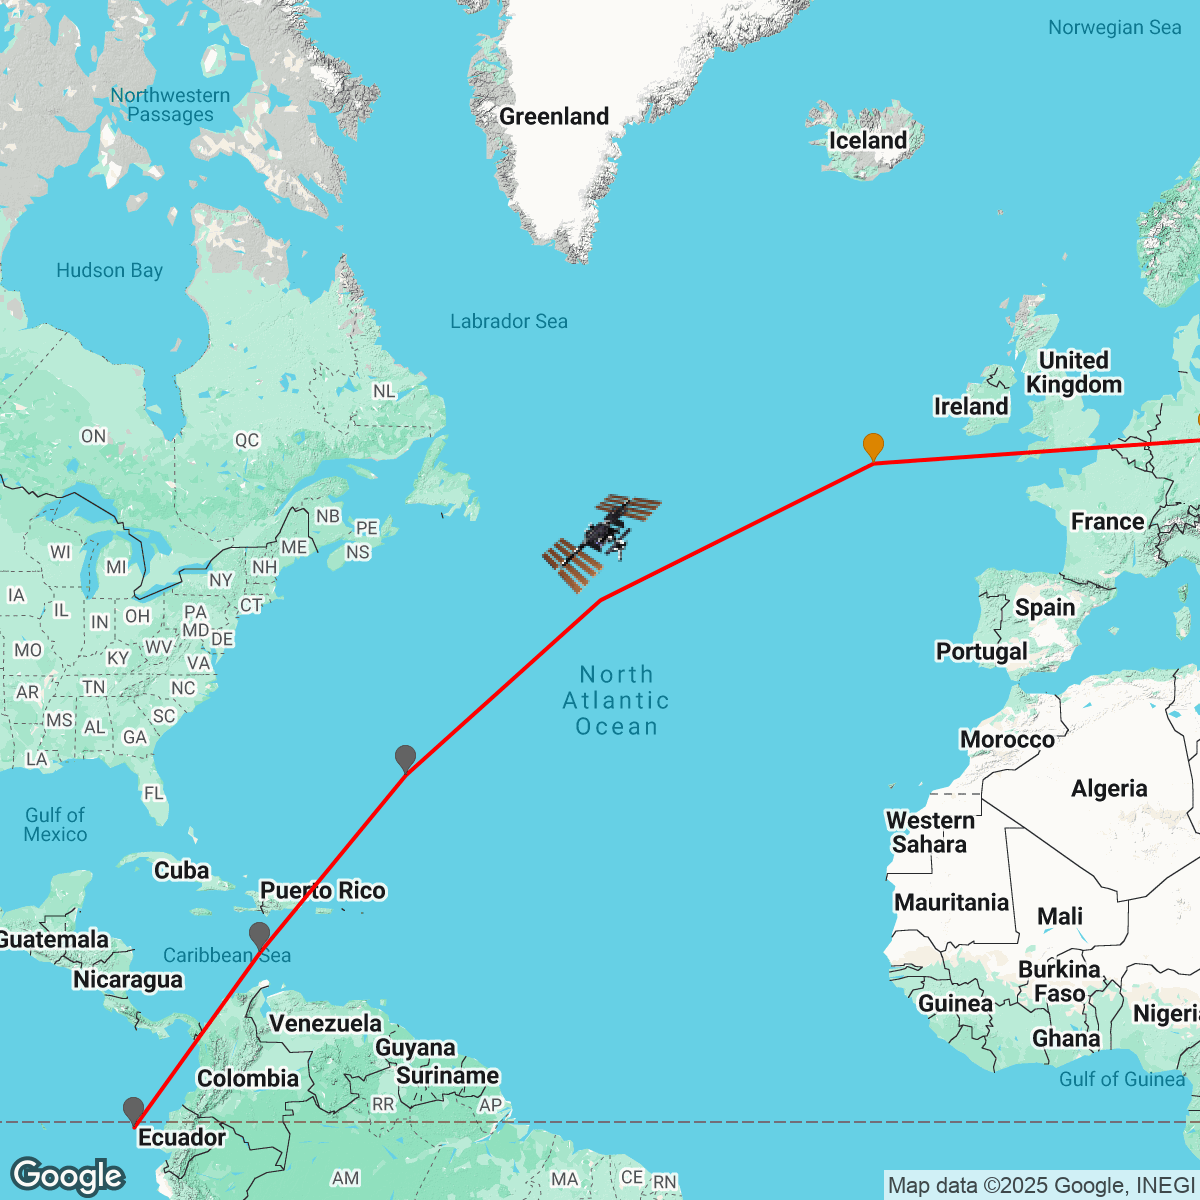 Norwegian Sea
Northwestern
Passages
Greenland
Iceland
Hudson Bay
Labrador Sea
United
Kingdom
NL
Ireland
ON
QC
NB
PE
France
WI
ME
NS
MI
NH
NY
IA
CT
Spain
IL
OH
PA
IN
MD
DE
WV
MO
KY
VA
Portugal
North
Atlantic
Ocean
AR
TN
NC
MS
SC
AL
GA
Morocco
LA
FL
Algeria
Gulf of
Mexico
Western
Sahara
Cuba
Puerto Rico
Mauritania
Mali
Guatemala
Caribbean Sea
Nicaragua
Burkina
Faso
Guinea
Nigeri
Venezuela
Ghana
Guyana
Colombia
Suriname
Gulf of Guinea
RR
AP
Ecuador
AM
MA
CE
RN
Google
Map data ©2025 Google, INEGI